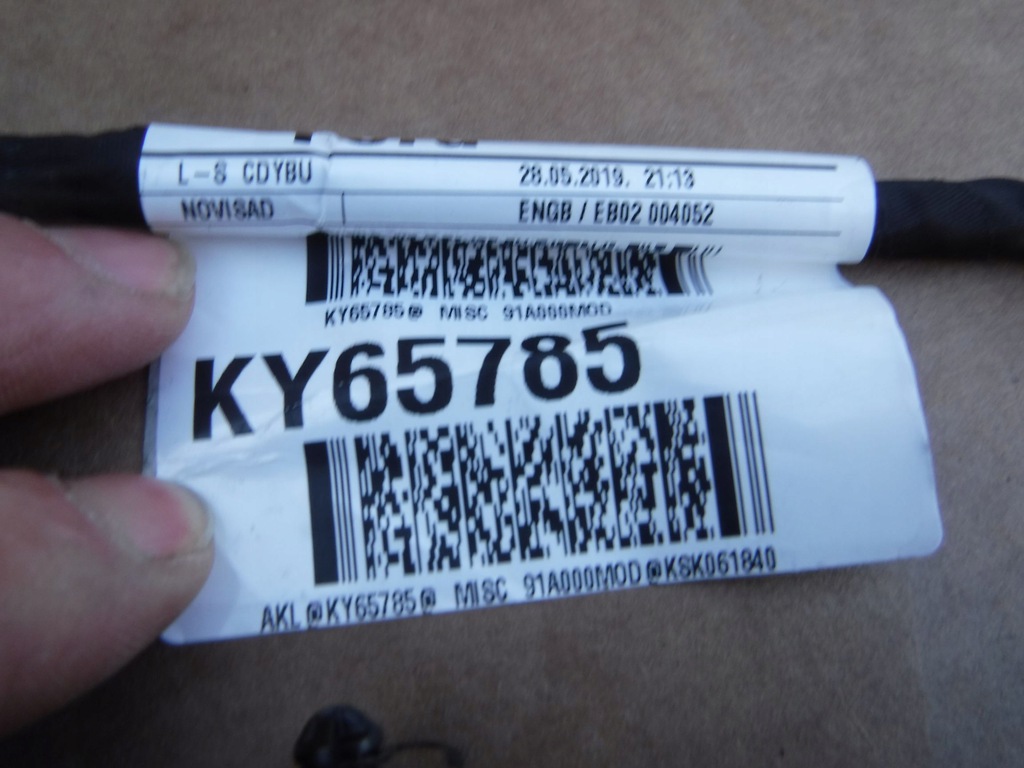 L-S CDYBU 28.05.2019. 21:13
NOVISAD ENGB / EB02 004052
KY65785@ MISC 91A000MOD
KY65785
AKL@KY65785@ MISC 91A000MOD@KSK061840